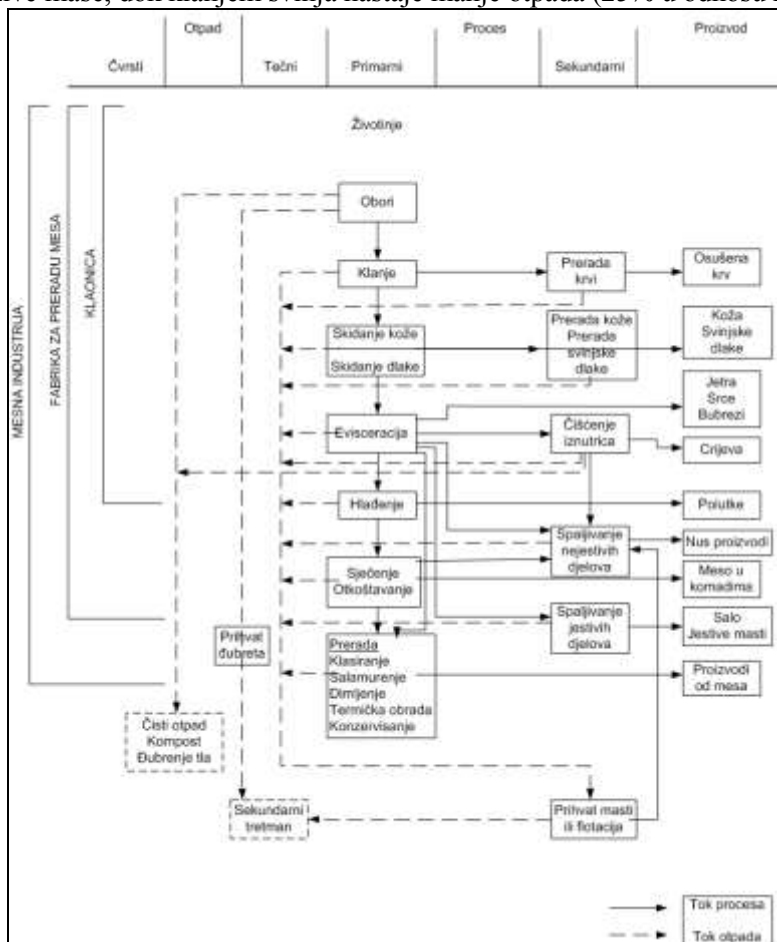 Otpad
Proces
Proizvod
Čvrsti
Tečni
Primarni
Sekundarni
Životinje
MESNA INDUSTRIJA
FABRIKA ZA PRERADU MESA
KLAONICA
Obori
Klanje
Prerada
krvi
Osušena
krv
Skidanje kože
Skidanje dlake
Prerada kože
Prerada
svinjske
dlake
Koža
Svinjske
dlake
Jetra
Srce
Bubrezi
Evisceracija
Čišćenje
iznutrica
Crijeva
Hlađenje
Polutke
Spaljivanje
nejestivih
djelova
Nus proizvodi
Sječenje
Otkoštavanje
Meso u
komadima
Spaljivanje
jestivih
djelova
Salo
Jestive masti
Prihvat
đubreta
Prerada
Klasiranje
Salamurenje
Dimljenje
Termička obrada
Konzervisanje
Proizvodi
od mesa
Čisti otpad
Kompost
Đubrenje tla
Sekundarni
tretman
Prihvat masti
ili flotacija
Tok procesa
Tok otpada